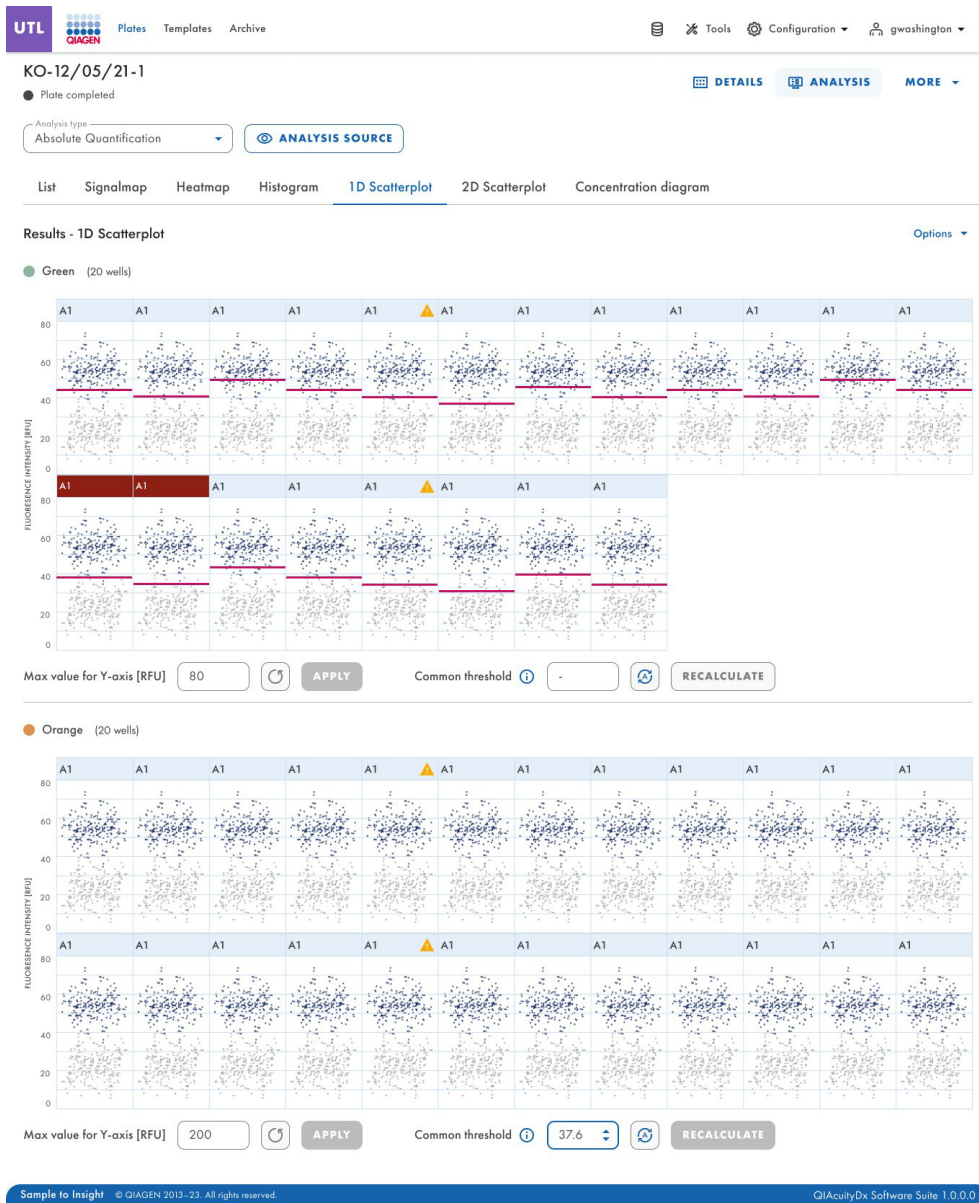 UTL QIAGEN Plates Templates Archive Tools Configuration gwashington
KO-12/05/21-1
Plate completed
DETAILS ANALYSIS MORE
Analysis type
Absolute Quantification
ANALYSIS SOURCE
List Signalmap Heatmap Histogram 1D Scatterplot 2D Scatterplot Concentration diagram
Results - 1D Scatterplot Options
Green (20 wells)
A1 A1 A1 A1 A1 A1 A1 A1 A1 A1 A1 A1
80
60
40
20
0
FLUORESENCE INTENSITY [RFU]
A1 A1 A1 A1 A1 A1 A1 A1
80
60
40
20
0
Max value for Y-axis [RFU] 80 APPLY Common threshold - A RECALCULATE
Orange (20 wells)
A1 A1 A1 A1 A1 A1 A1 A1 A1 A1 A1 A1
80
60
40
20
0
FLUORESENCE INTENSITY [RFU]
A1 A1 A1 A1 A1 A1 A1 A1 A1 A1 A1 A1
80
60
40
20
0
Max value for Y-axis [RFU] 200 APPLY Common threshold 37.6 A RECALCULATE
Sample to Insight © QIAGEN 2013–23. All rights reserved. QIAcuityDx Software Suite 1.0.0.0